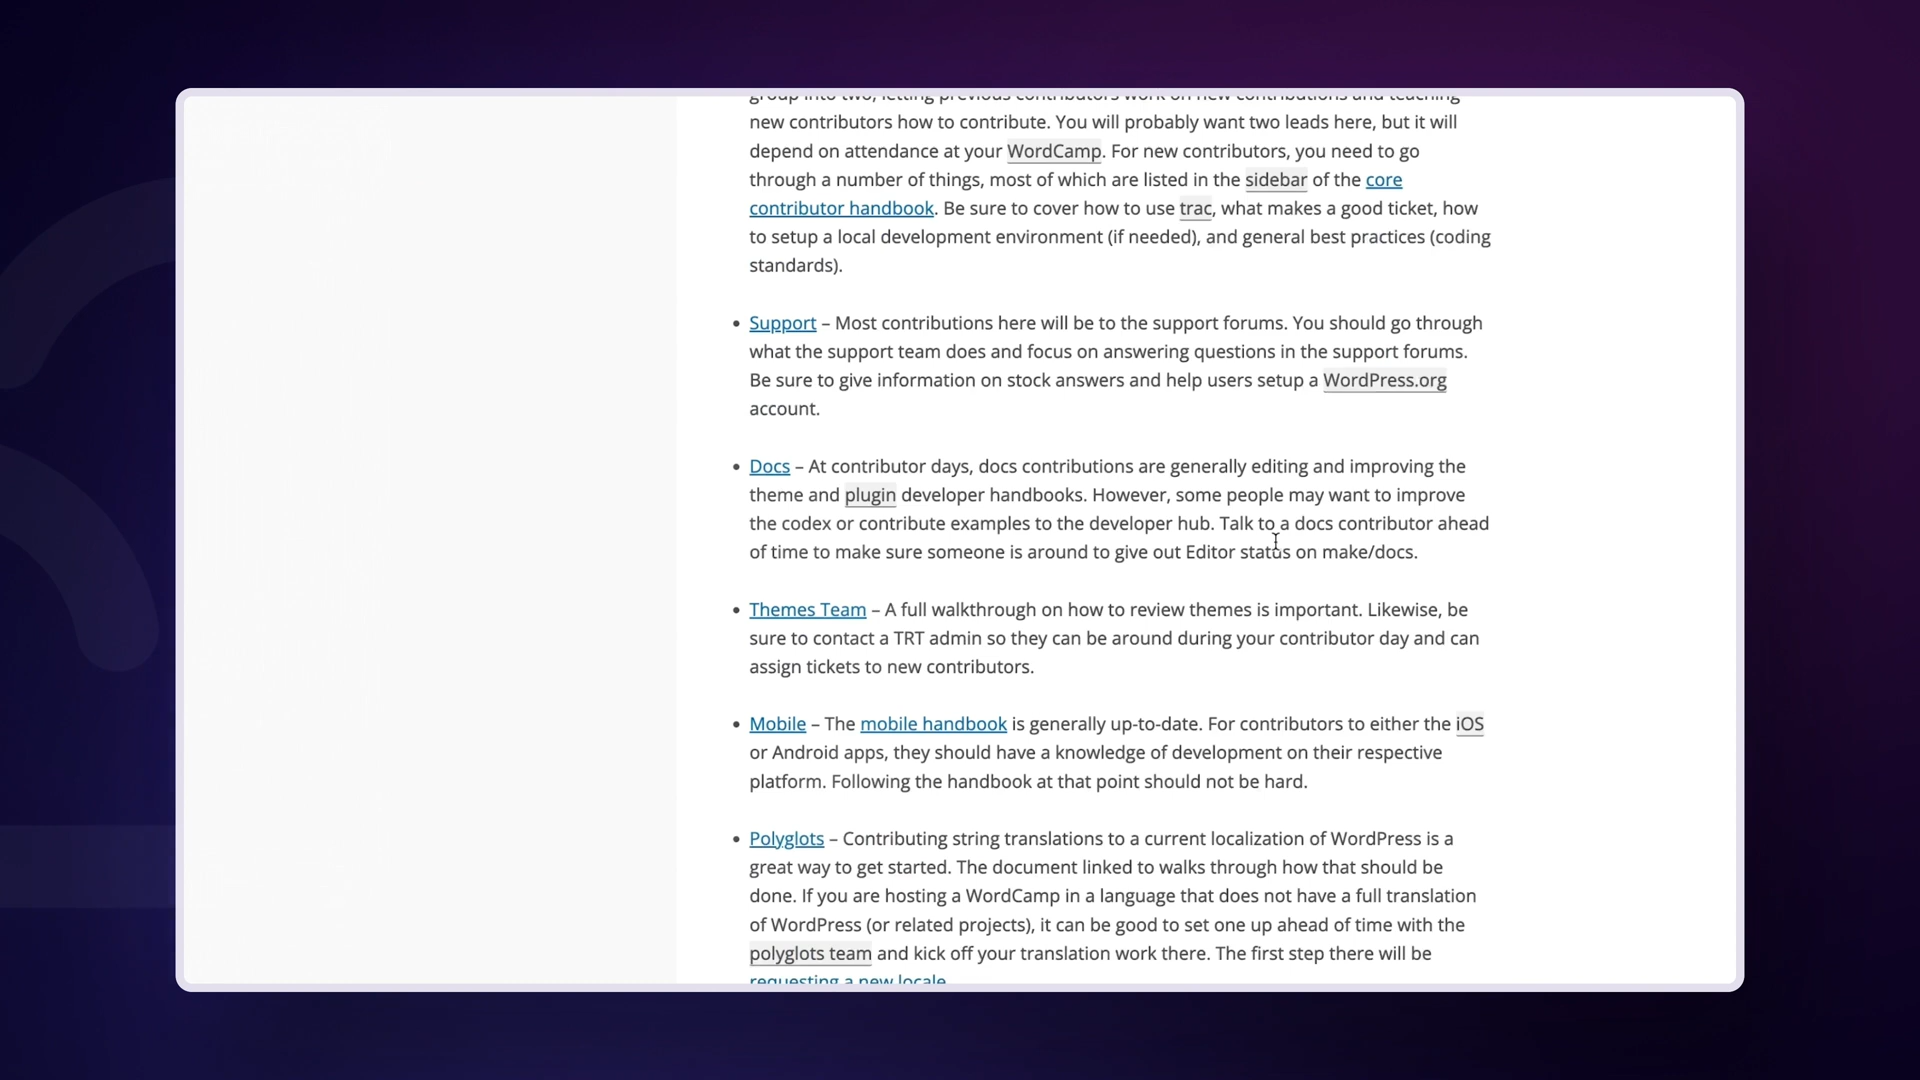 group into two, letting previous contributors work on new contributions and teaching
new contributors how to contribute. You will probably want two leads here, but it will
depend on attendance at your WordCamp. For new contributors, you need to go
through a number of things, most of which are listed in the sidebar of the core
contributor handbook. Be sure to cover how to use trac, what makes a good ticket, how
to setup a local development environment (if needed), and general best practices (coding
standards).
• Support – Most contributions here will be to the support forums. You should go through
what the support team does and focus on answering questions in the support forums.
Be sure to give information on stock answers and help users setup a WordPress.org
account.
• Docs – At contributor days, docs contributions are generally editing and improving the
theme and plugin developer handbooks. However, some people may want to improve
the codex or contribute examples to the developer hub. Talk to a docs contributor ahead
of time to make sure someone is around to give out Editor status on make/docs.
• Themes Team – A full walkthrough on how to review themes is important. Likewise, be
sure to contact a TRT admin so they can be around during your contributor day and can
assign tickets to new contributors.
• Mobile – The mobile handbook is generally up-to-date. For contributors to either the iOS
or Android apps, they should have a knowledge of development on their respective
platform. Following the handbook at that point should not be hard.
• Polyglots – Contributing string translations to a current localization of WordPress is a
great way to get started. The document linked to walks through how that should be
done. If you are hosting a WordCamp in a language that does not have a full translation
of WordPress (or related projects), it can be good to set one up ahead of time with the
polyglots team and kick off your translation work there. The first step there will be
requesting a new locale.